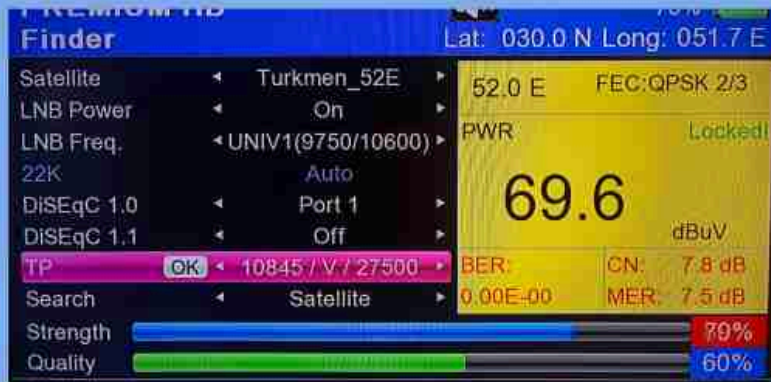 PREMIUM HD
Finder
Lat: 030.0 N Long: 051.7 E
Satellite Turkmen_52E
LNB Power On
LNB Freq. UNIV1(9750/10600)
22K Auto
DiSEqC 1.0 Port 1
DiSEqC 1.1 Off
TP OK 10845 / V / 27500
Search Satellite
52.0 E FEC:QPSK 2/3
PWR Locked!
69.6
dBuV
BER: CN: 7.8 dB
0.00E-00 MER: 7.5 dB
Strength 70%
Quality 60%